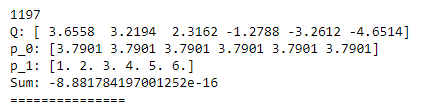 1197
Q: [ 3.6558  3.2194  2.3162 -1.2788 -3.2612 -4.6514]
p_0: [3.7901 3.7901 3.7901 3.7901 3.7901 3.7901]
p_1: [1. 2. 3. 4. 5. 6.]
Sum: -8.881784197001252e-16
===============